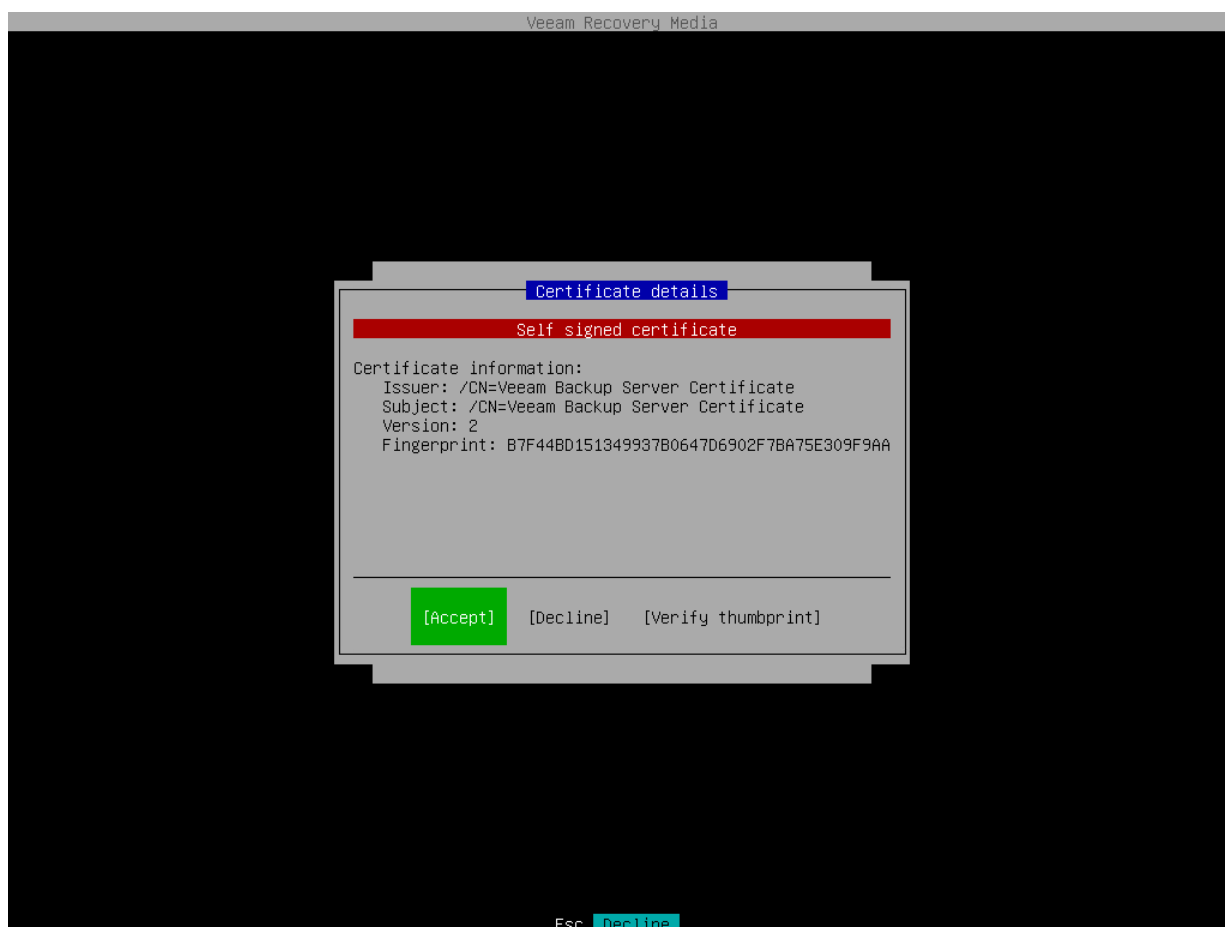 Veeam Recovery Media
Certificate details
Self signed certificate
Certificate information:
Issuer: /CN=Veeam Backup Server Certificate
Subject: /CN=Veeam Backup Server Certificate
Version: 2
Fingerprint: B7F44BD151349937B0647D6902F7BA75E309F9AA
[Accept] [Decline] [Verify thumbprint]
Esc Decline